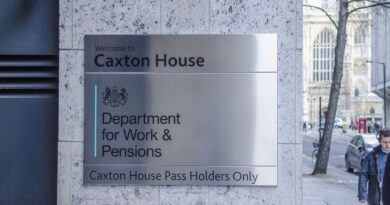 Welcome to
Caxton House
Department
for Work &
Pensions
Caxton House Pass Holders Only